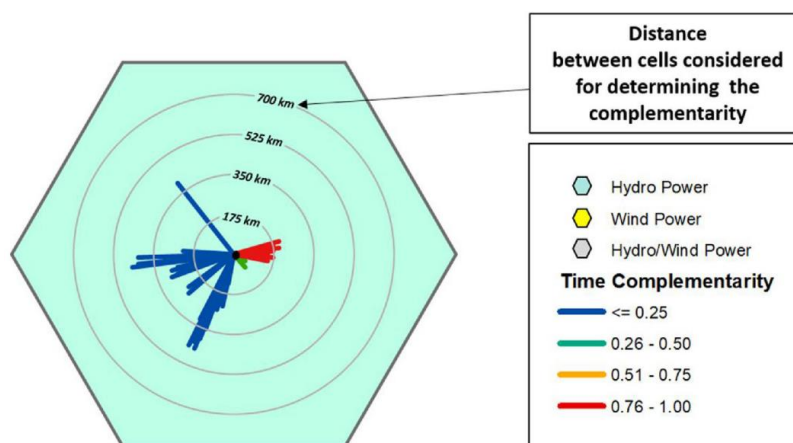 Distance
between cells considered
for determining the
complementarity
700 km
525 km
350 km
175 km
Hydro Power
Wind Power
Hydro/Wind Power
Time Complementarity
<= 0.25
0.26 - 0.50
0.51 - 0.75
0.76 - 1.00